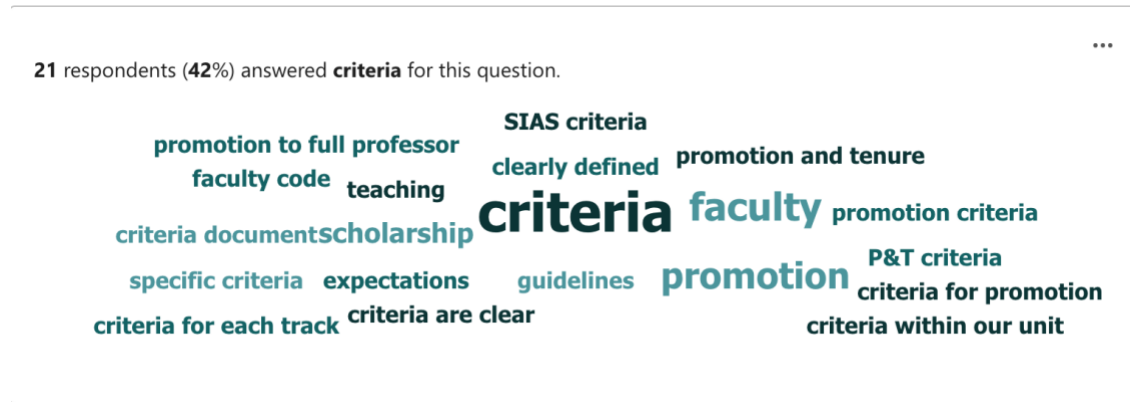 21 respondents (42%) answered criteria for this question.
SIAS criteria
promotion to full professor
clearly defined
promotion and tenure
faculty code
teaching
criteria
faculty
promotion criteria
criteria document
scholarship
P&T criteria
specific criteria
expectations
guidelines
promotion
criteria for promotion
criteria for each track
criteria are clear
criteria within our unit